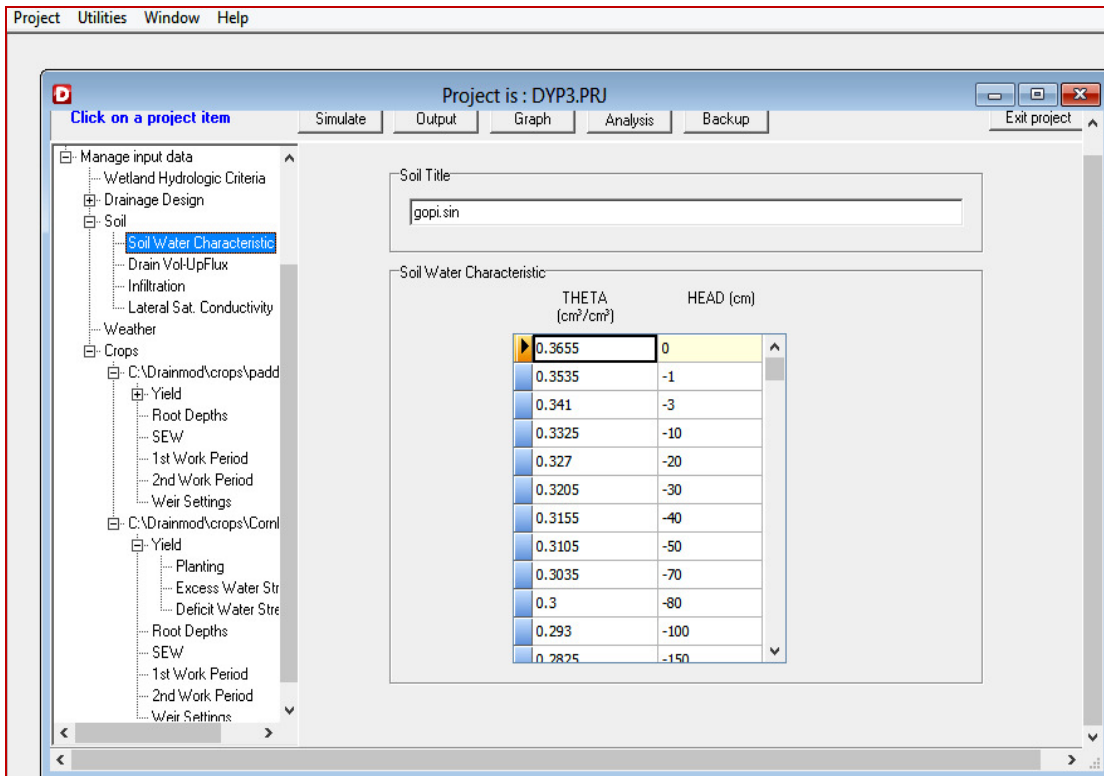 Project Utilities Window Help
Project is : DYP3.PRJ
Click on a project item Simulate Output Graph Analysis Backup Exit project
Manage input data
Wetland Hydrologic Criteria
Drainage Design
Soil
Soil Water Characteristic
Drain Vol-UpFlux
Infiltration
Lateral Sat. Conductivity
Weather
Crops
C:\Drainmod\crops\padd
Yield
Root Depths
SEW
1st Work Period
2nd Work Period
Weir Settings
C:\Drainmod\crops\Cornl
Yield
Planting
Excess Water Str
Deficit Water Stre
Root Depths
SEW
1st Work Period
2nd Work Period
Weir Settings
Soil Title
gopi.sin
Soil Water Characteristic
THETA HEAD (cm)
(cm³/cm³)
0.3655 0
0.3535 -1
0.341 -3
0.3325 -10
0.327 -20
0.3205 -30
0.3155 -40
0.3105 -50
0.3035 -70
0.3 -80
0.293 -100
0.2825 -150